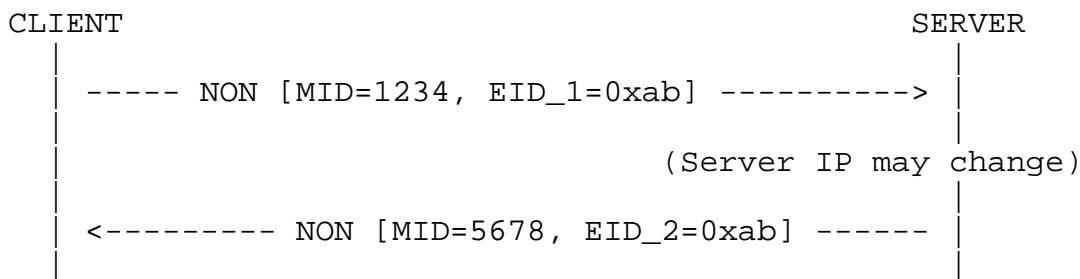 CLIENT SERVER
----- NON [MID=1234, EID_1=0xab] ---------->
(Server IP may change)
<--------- NON [MID=5678, EID_2=0xab] ------